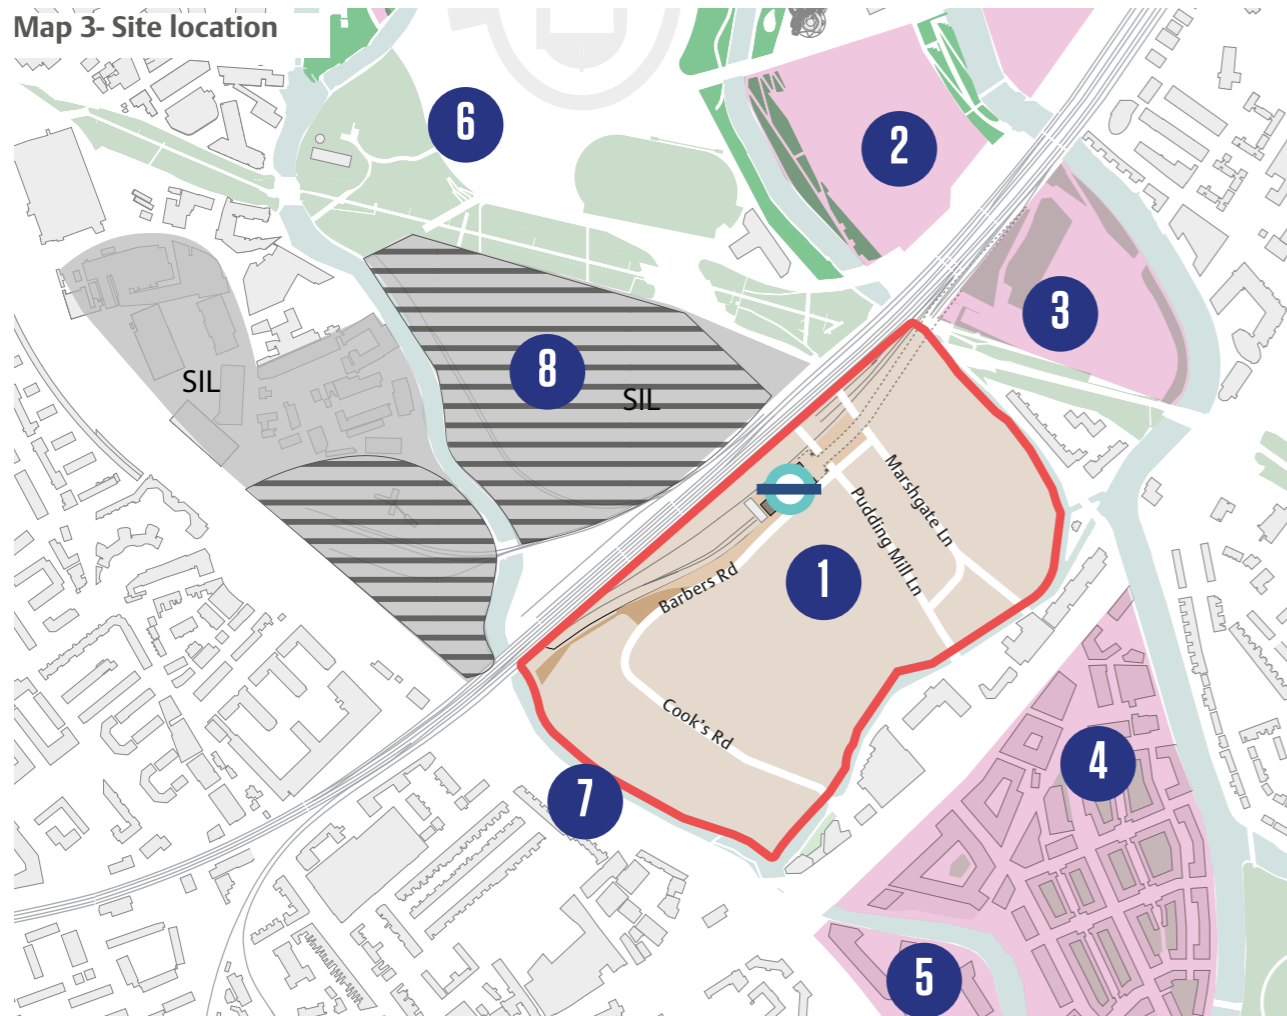 Map 3- Site location
6
2
3
8
SIL
SIL
Marshgate Ln
Pudding Mill Ln
1
Barbers Rd
Cook's Rd
4
7
5